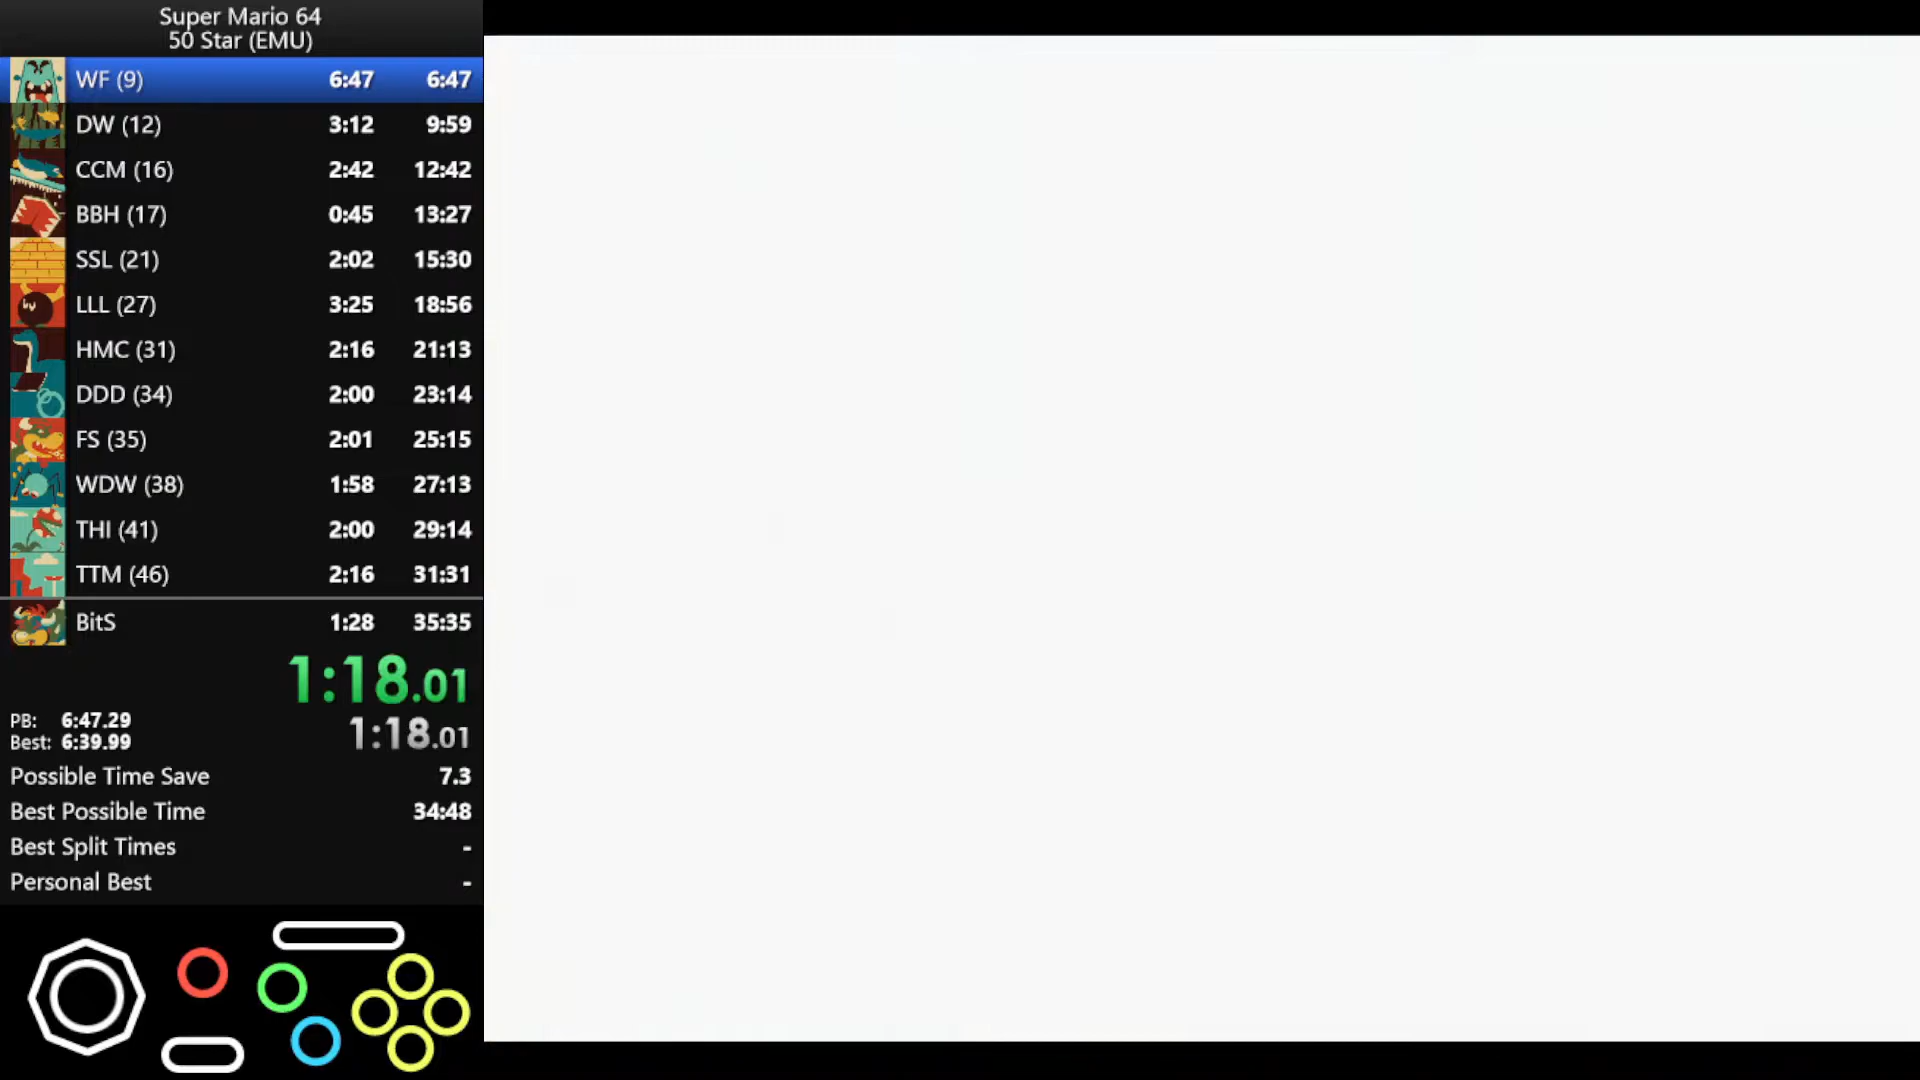 Super Mario 64
50 Star (EMU)
WF (9) 6:47 6:47
DW (12) 3:12 9:59
CCM (16) 2:42 12:42
BBH (17) 0:45 13:27
SSL (21) 2:02 15:30
LLL (27) 3:25 18:56
HMC (31) 2:16 21:13
DDD (34) 2:00 23:14
FS (35) 2:01 25:15
WDW (38) 1:58 27:13
THI (41) 2:00 29:14
TTM (46) 2:16 31:31
BitS 1:28 35:35
1:18.01
PB: 6:47.29
Best: 6:39.99
1:18.01
Possible Time Save 7.3
Best Possible Time 34:48
Best Split Times -
Personal Best -